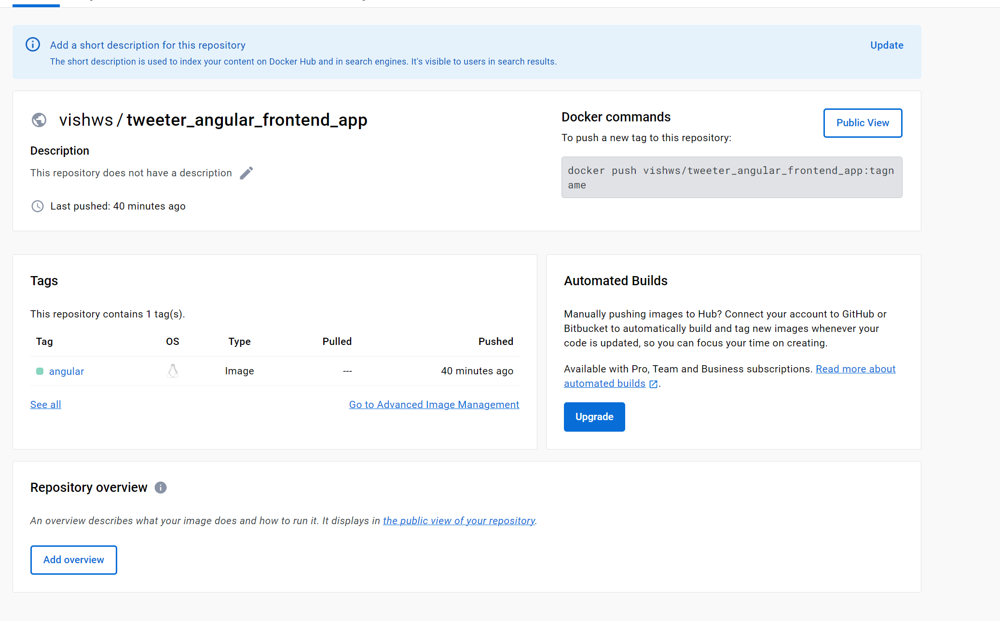 Add a short description for this repository
Update
The short description is used to index your content on Docker Hub and in search engines. It's visible to users in search results.
vishws / tweeter_angular_frontend_app
Description
This repository does not have a description
Last pushed: 40 minutes ago
Docker commands
Public View
To push a new tag to this repository:
docker push vishws/tweeter_angular_frontend_app:tagn
ame
Tags
This repository contains 1 tag(s).
Tag OS Type Pulled Pushed
angular Image --- 40 minutes ago
See all
Go to Advanced Image Management
Automated Builds
Manually pushing images to Hub? Connect your account to GitHub or
Bitbucket to automatically build and tag new images whenever your
code is updated, so you can focus your time on creating.
Available with Pro, Team and Business subscriptions. Read more about
automated builds .
Upgrade
Repository overview
An overview describes what your image does and how to run it. It displays in the public view of your repository.
Add overview